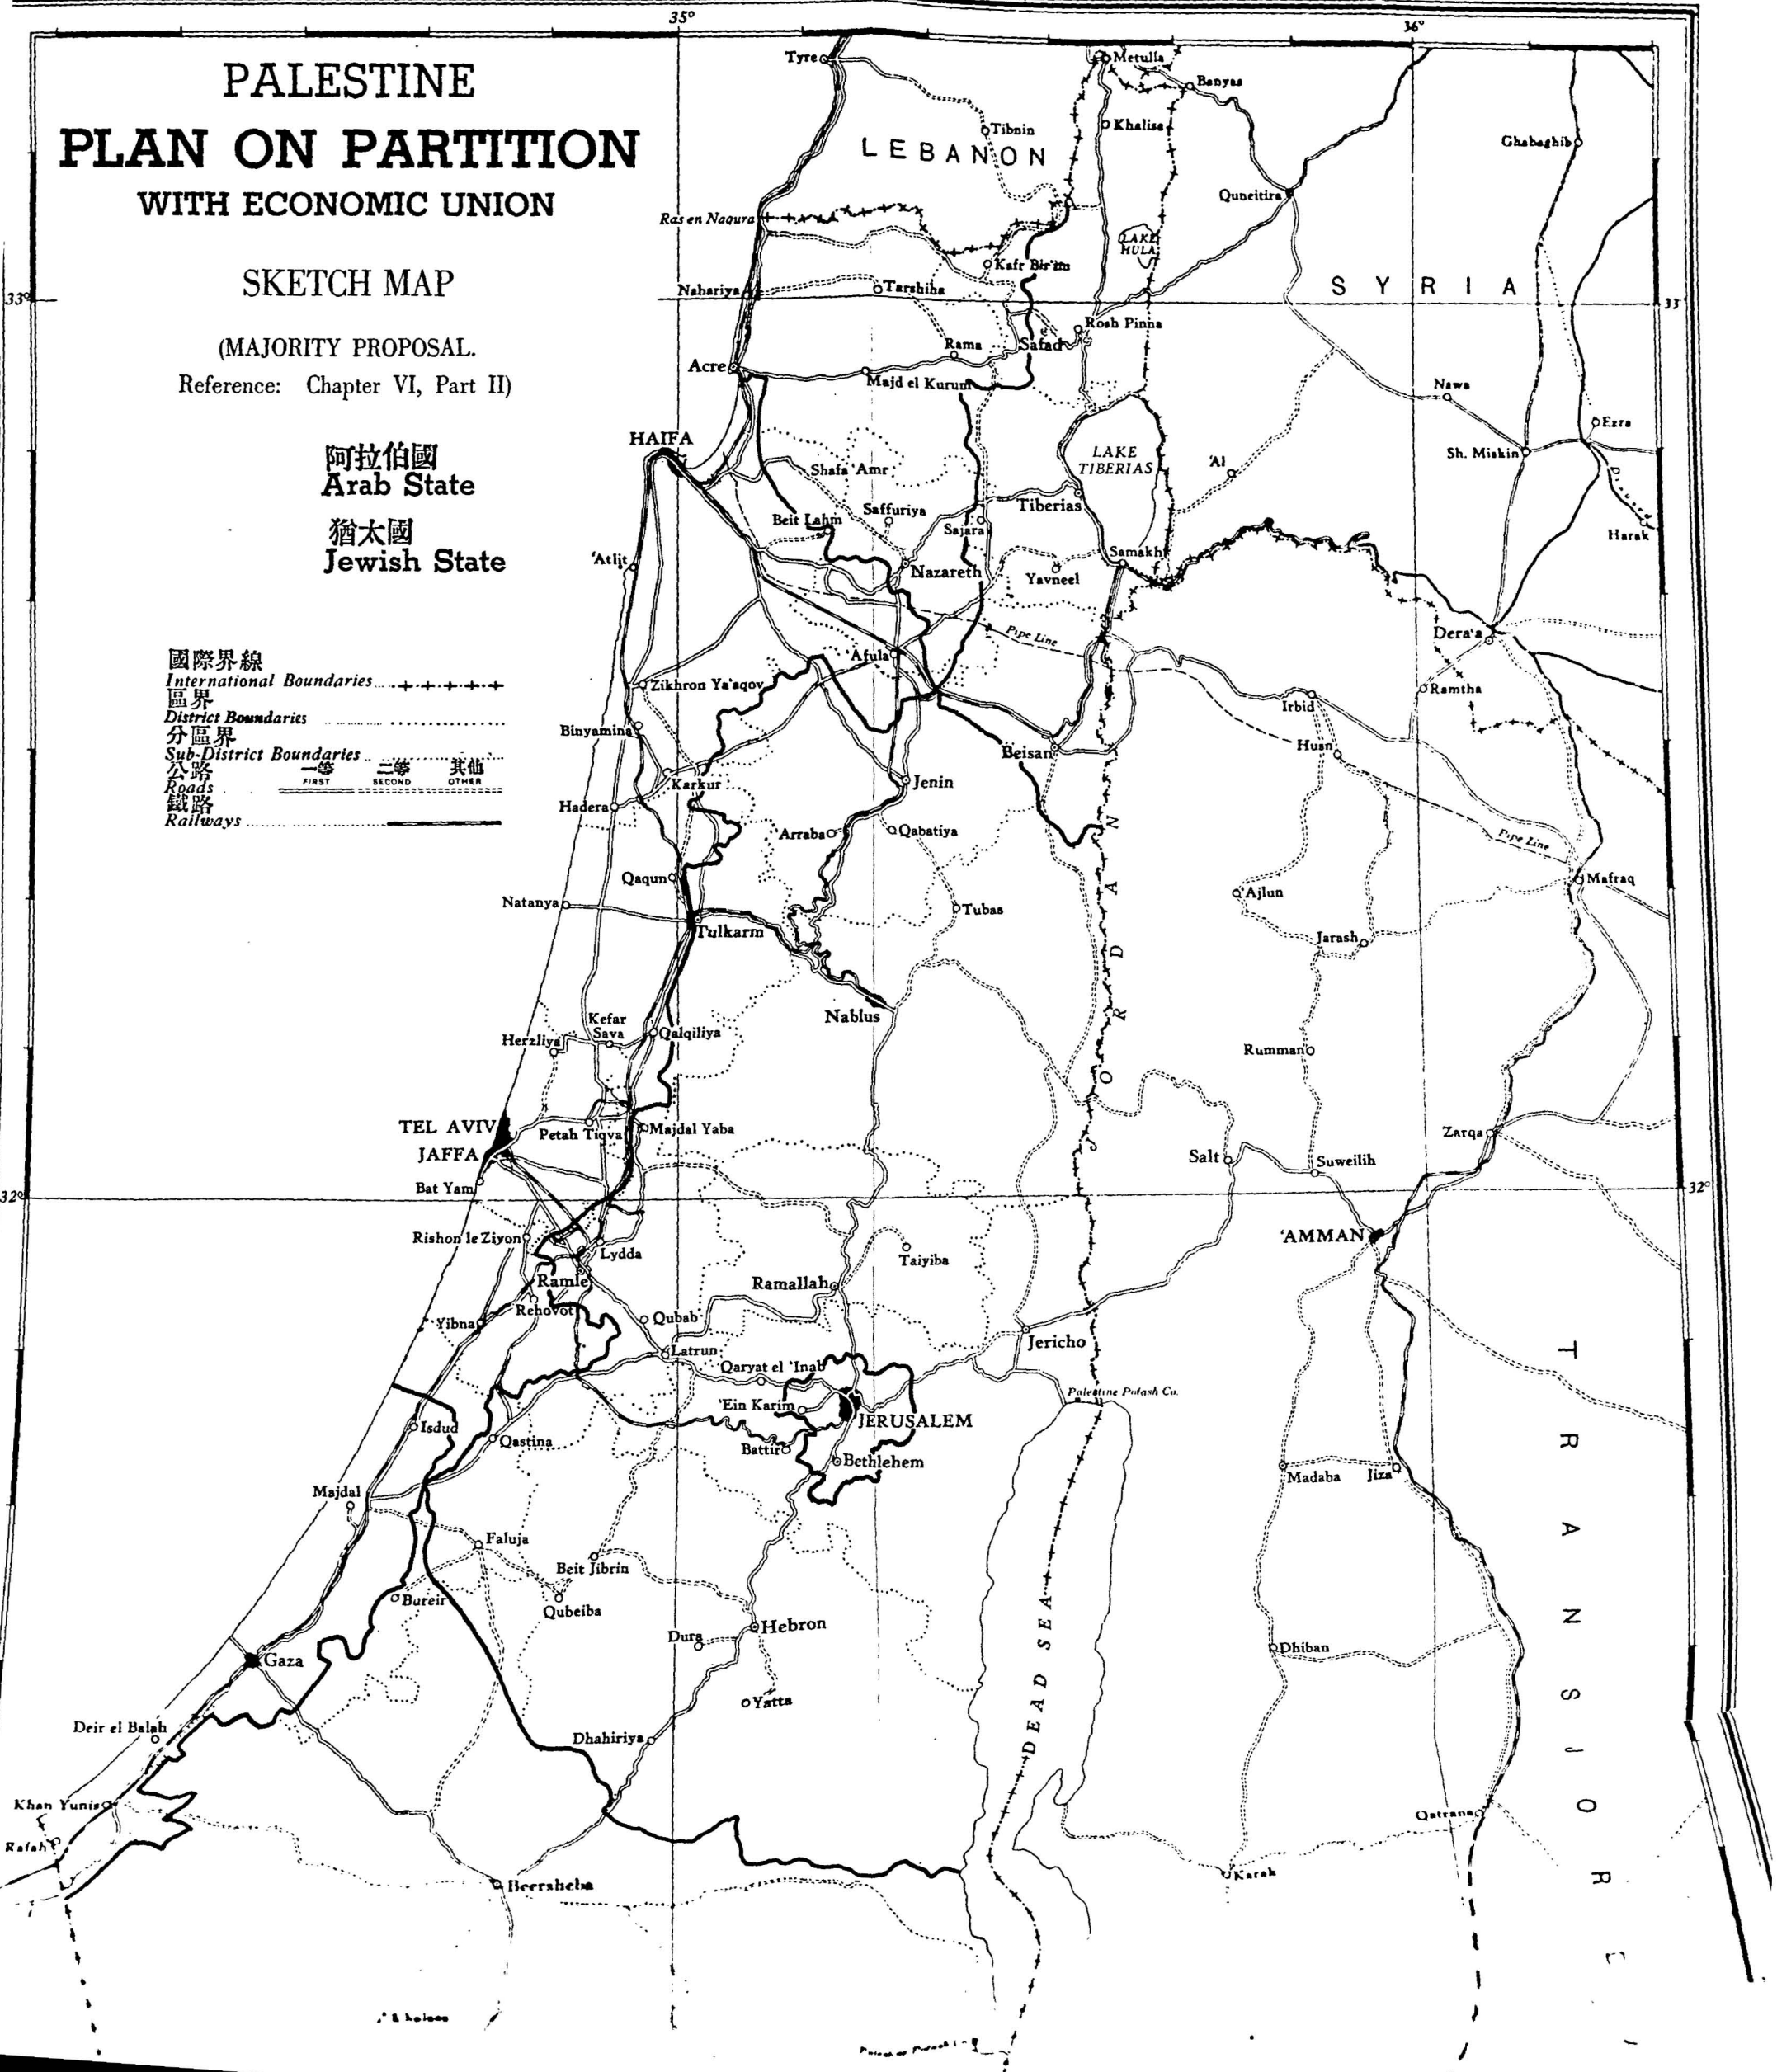 35°
36°
PALESTINE
PLAN ON PARTITION
WITH ECONOMIC UNION
SKETCH MAP
(MAJORITY PROPOSAL.
Reference: Chapter VI, Part II)
阿拉伯國
Arab State
猶太國
Jewish State
國際界線
International Boundaries
區界
District Boundaries
分區界
Sub-District Boundaries
公路 一等 二等 其他
FIRST SECOND OTHER
Roads
鐵路
Railways
Tyre
Metulla
Banyas
Tibnin
Khalisa
Ghabaghib
LEBANON
Quneitira
Ras en Naqura
LAKE
HULA
Kafr Bir'im
Nahariya
Tarshiha
SYRIA
33°
33
Rosh Pinna
Rama
Safad
Acre
Majd el Kurum
Nawa
Ezra
HAIFA
LAKE
TIBERIAS
'Al
Sh. Miskin
Shafa 'Amr
Beit Lahm
Saffuriya
Sajara
Tiberias
Harak
'Atlit
Nazareth
Samakh
Yavneel
Pipe Line
Dera'a
'Afula
Zikhron Ya'aqov
Ramtha
Irbid
Binyamina
Beisan
Husn
Karkur
Jenin
Hadera
'Arraba
Qabatiya
Pipe Line
Qaqun
'Ajlun
Mafraq
Natanya
Tubas
Tulkarm
Jarash
JORDAN
Nablus
Kefar
Sava
Herzliya
Qalqiliya
Rumman
TEL AVIV
Petah Tiqva
Majdal Yaba
JAFFA
Zarqa
Salt
Suweilih
Bat Yam
32°
32°
Rishon le Ziyon
Lydda
'AMMAN
Taiyiba
Ramle
Ramallah
Rehovot
Yibna
Qubab
Jericho
Latrun
Qaryat el 'Inab
'Ein Karim
JERUSALEM
Palestine Potash Co.
Isdud
Qastina
Battir
Bethlehem
Madaba
Jiza
Majdal
Faluja
Beit Jibrin
Bureir
Qubeiba
Hebron
Dura
Dhiban
Gaza
Yatta
DEAD SEA
Deir el Balah
Dhahiriya
Khan Yunis
Qatrana
Rafah
Karak
Beersheba
TRANSJOR